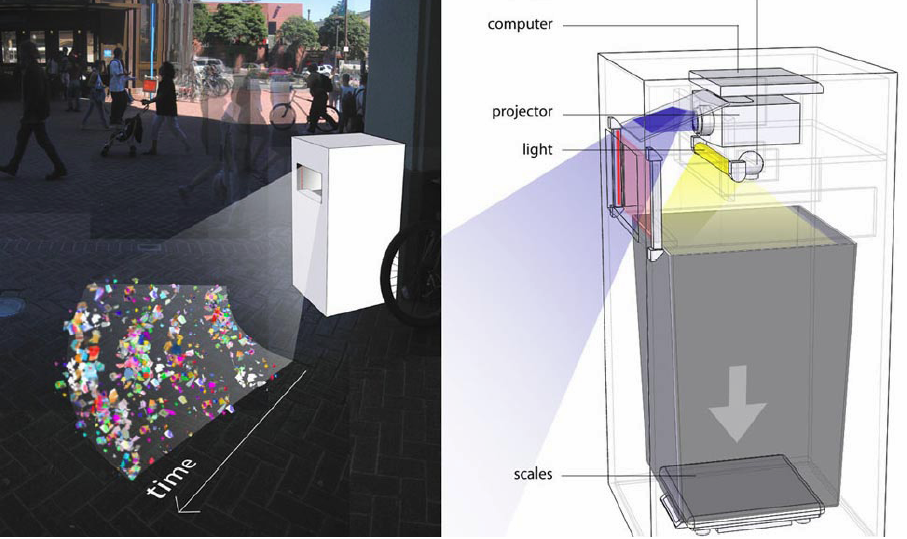 time
computer
projector
light
scales